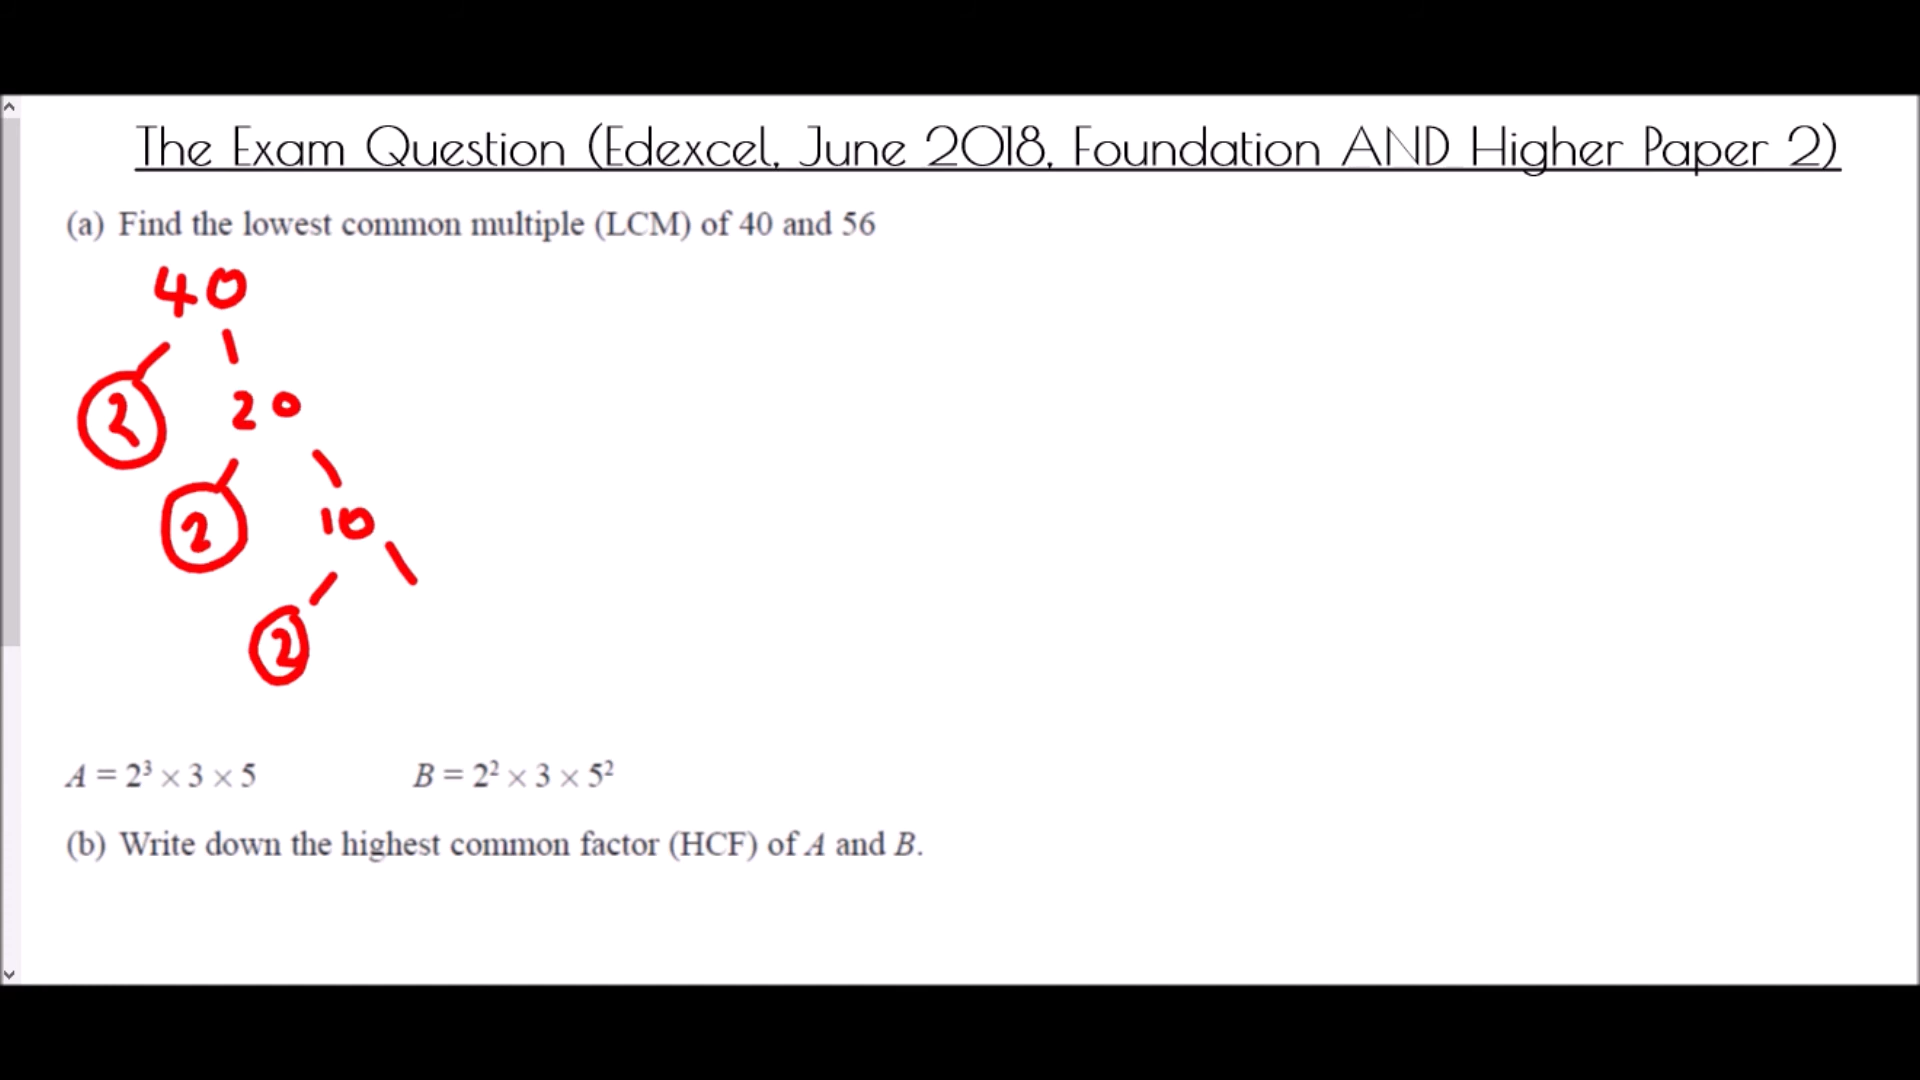 The Exam Question (Edexcel, June 2018, Foundation AND Higher Paper 2)
(a) Find the lowest common multiple (LCM) of 40 and 56
40
2 20
2 10
2
A = 2³ × 3 × 5 B = 2² × 3 × 5²
(b) Write down the highest common factor (HCF) of A and B.